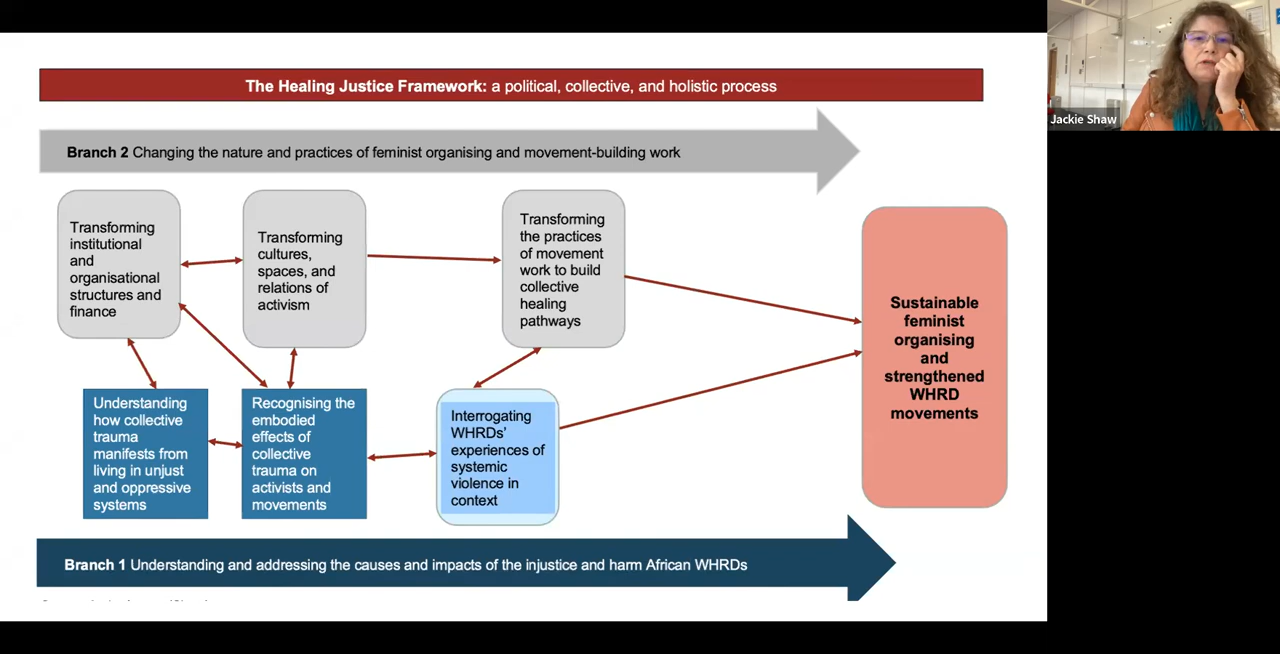 The Healing Justice Framework: a political, collective, and holistic process
Jackie Shaw
Branch 2 Changing the nature and practices of feminist organising and movement-building work
Transforming
institutional
and
organisational
structures and
finance
Transforming
cultures,
spaces, and
relations of
activism
Transforming
the practices
of movement
work to build
collective
healing
pathways
Sustainable
feminist
organising
and
strengthened
WHRD
movements
Understanding
how collective
trauma
manifests from
living in unjust
and oppressive
systems
Recognising the
embodied
effects of
collective
trauma on
activists and
movements
Interrogating
WHRDs’
experiences of
systemic
violence in
context
Branch 1 Understanding and addressing the causes and impacts of the injustice and harm African WHRDs